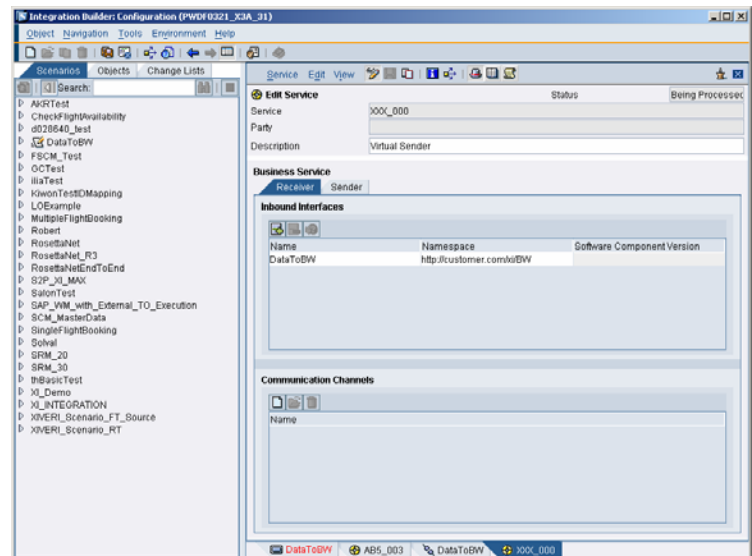 Integration Builder: Configuration (PWDF0321_X3A_31)
Object Navigation Tools Environment Help
Scenarios Objects Change Lists
Search:
AKRTest
CheckFlightAvailability
d028640_test
DataToBW
FSCM_Test
GCTest
iliaTest
KiwonTestIDMapping
LOExample
MultipleFlightBooking
Robert
RosettaNet
RosettaNet_R3
RosettaNetEndToEnd
S2P_XI_MAX
SalonTest
SAP_WM_with_External_TO_Execution
SCM_MasterData
SingleFlightBooking
Solval
SRM_20
SRM_30
thBasicTest
XI_Demo
XI_INTEGRATION
XIVERI_Scenario_FT_Source
XIVERI_Scenario_RT
Service Edit View
Edit Service Status Being Processed
Service XXX_000
Party
Description Virtual Sender
Business Service
Receiver Sender
Inbound Interfaces
Name Namespace Software Component Version
DataToBW http://customer.com/xi/BW
Communication Channels
Name
DataToBW AB5_003 DataToBW XXX_000